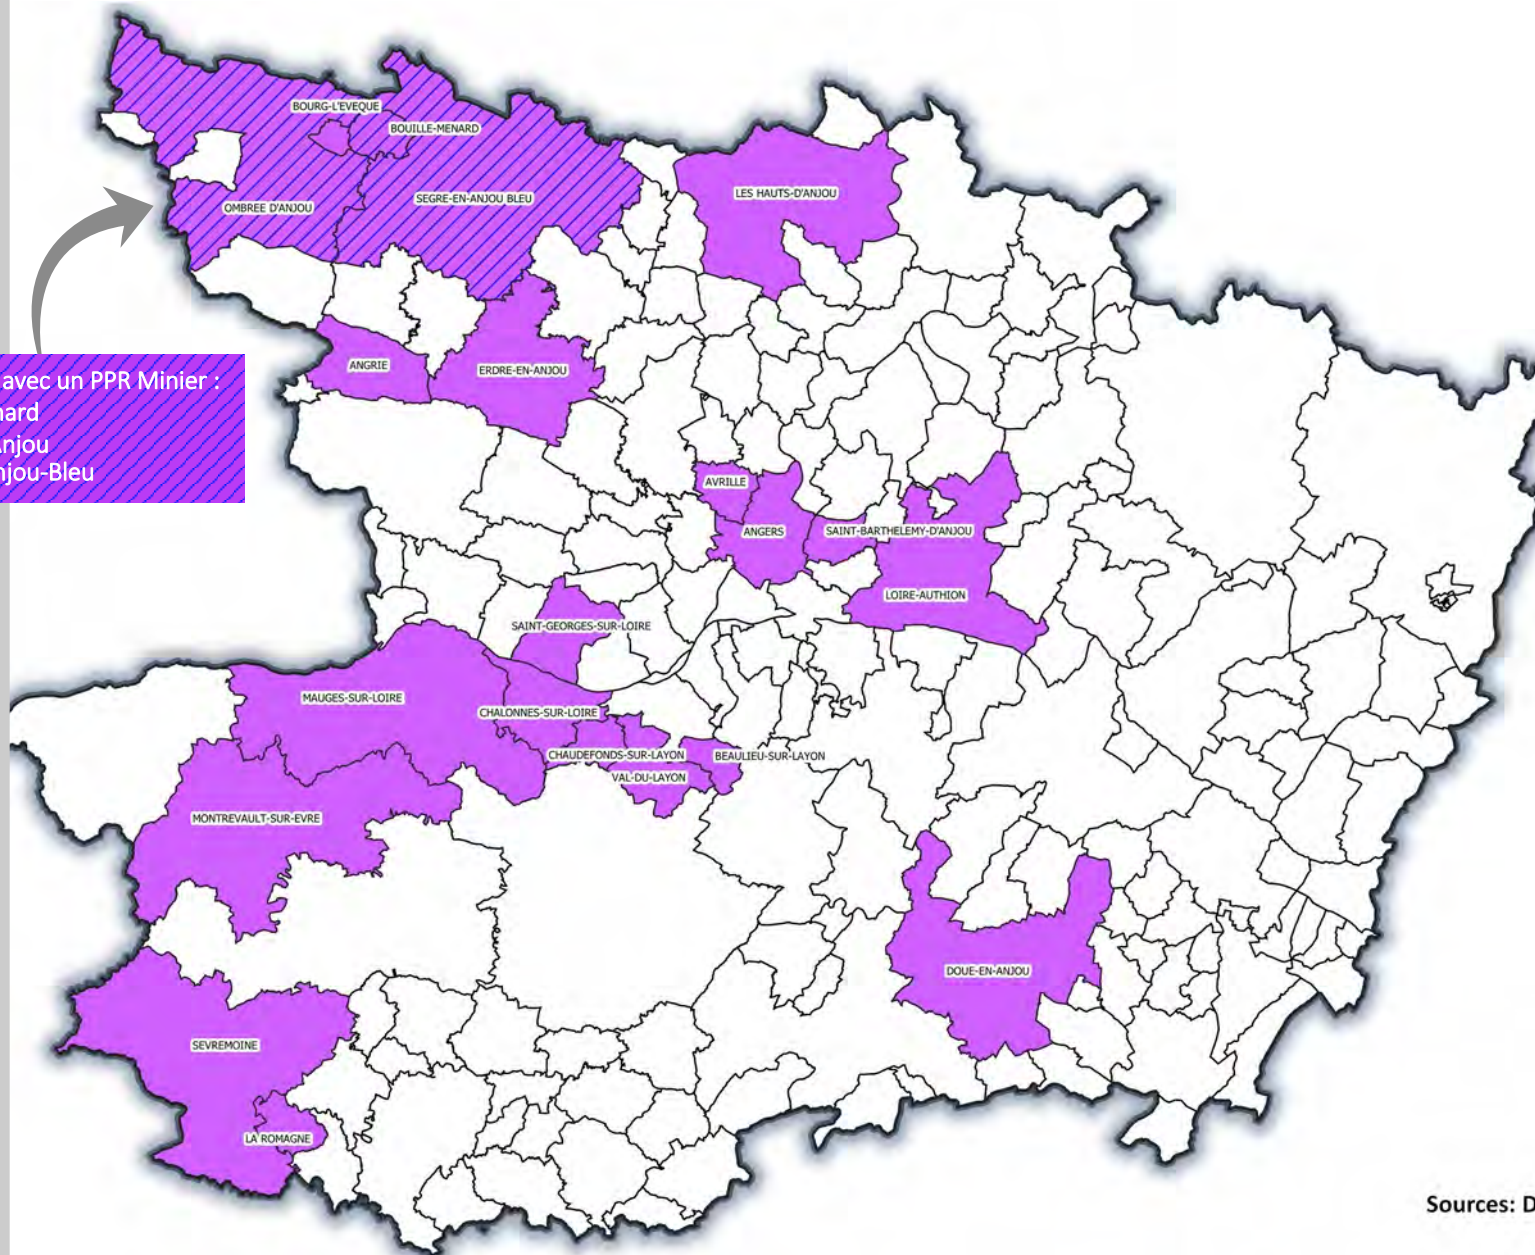 BOURG-L'EVEQUE
BOUILLE-MENARD
LES HAUTS-D'ANJOU
SEGRE-EN-ANJOU BLEU
OMBREE D'ANJOU
ANGRIE
ERDRE-EN-ANJOU
avec un PPR Minier :
nard
Anjou
njou-Bleu
AVRILLE
ANGERS
SAINT-BARTHELEMY-D'ANJOU
LOIRE-AUTHION
SAINT-GEORGES-SUR-LOIRE
MAUGES-SUR-LOIRE
CHALONNES-SUR-LOIRE
CHAUDEFONDS-SUR-LAYON
BEAULIEU-SUR-LAYON
VAL-DU-LAYON
MONTREVAULT-SUR-EVRE
DOUE-EN-ANJOU
SEVREMOINE
LA ROMAGNE
Sources: D